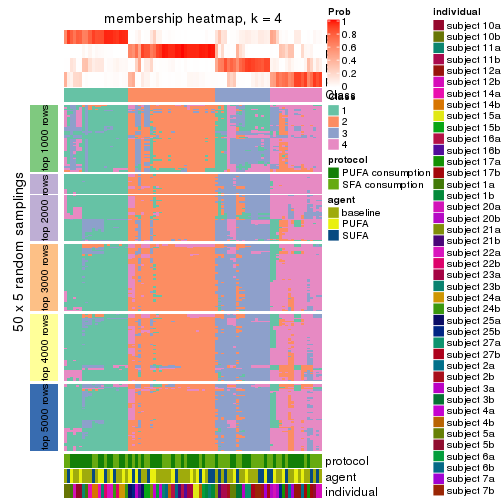 membership heatmap, k = 4
50 x 5 random samplings
top 1000 rows
top 2000 rows
top 3000 rows
top 4000 rows
top 5000 rows
Class
protocol
agent
individual
Prob
1
0.8
0.6
0.4
0.2
0
1
2
3
4
protocol
PUFA consumption
SFA consumption
agent
baseline
PUFA
SUFA
individual
subject 10a
subject 10b
subject 11a
subject 11b
subject 12a
subject 12b
subject 14a
subject 14b
subject 15a
subject 15b
subject 16a
subject 16b
subject 17a
subject 17b
subject 1a
subject 1b
subject 20a
subject 20b
subject 21a
subject 21b
subject 22a
subject 22b
subject 23a
subject 23b
subject 24a
subject 24b
subject 25a
subject 25b
subject 27a
subject 27b
subject 2a
subject 2b
subject 3a
subject 3b
subject 4a
subject 4b
subject 5a
subject 5b
subject 6a
subject 6b
subject 7a
subject 7b